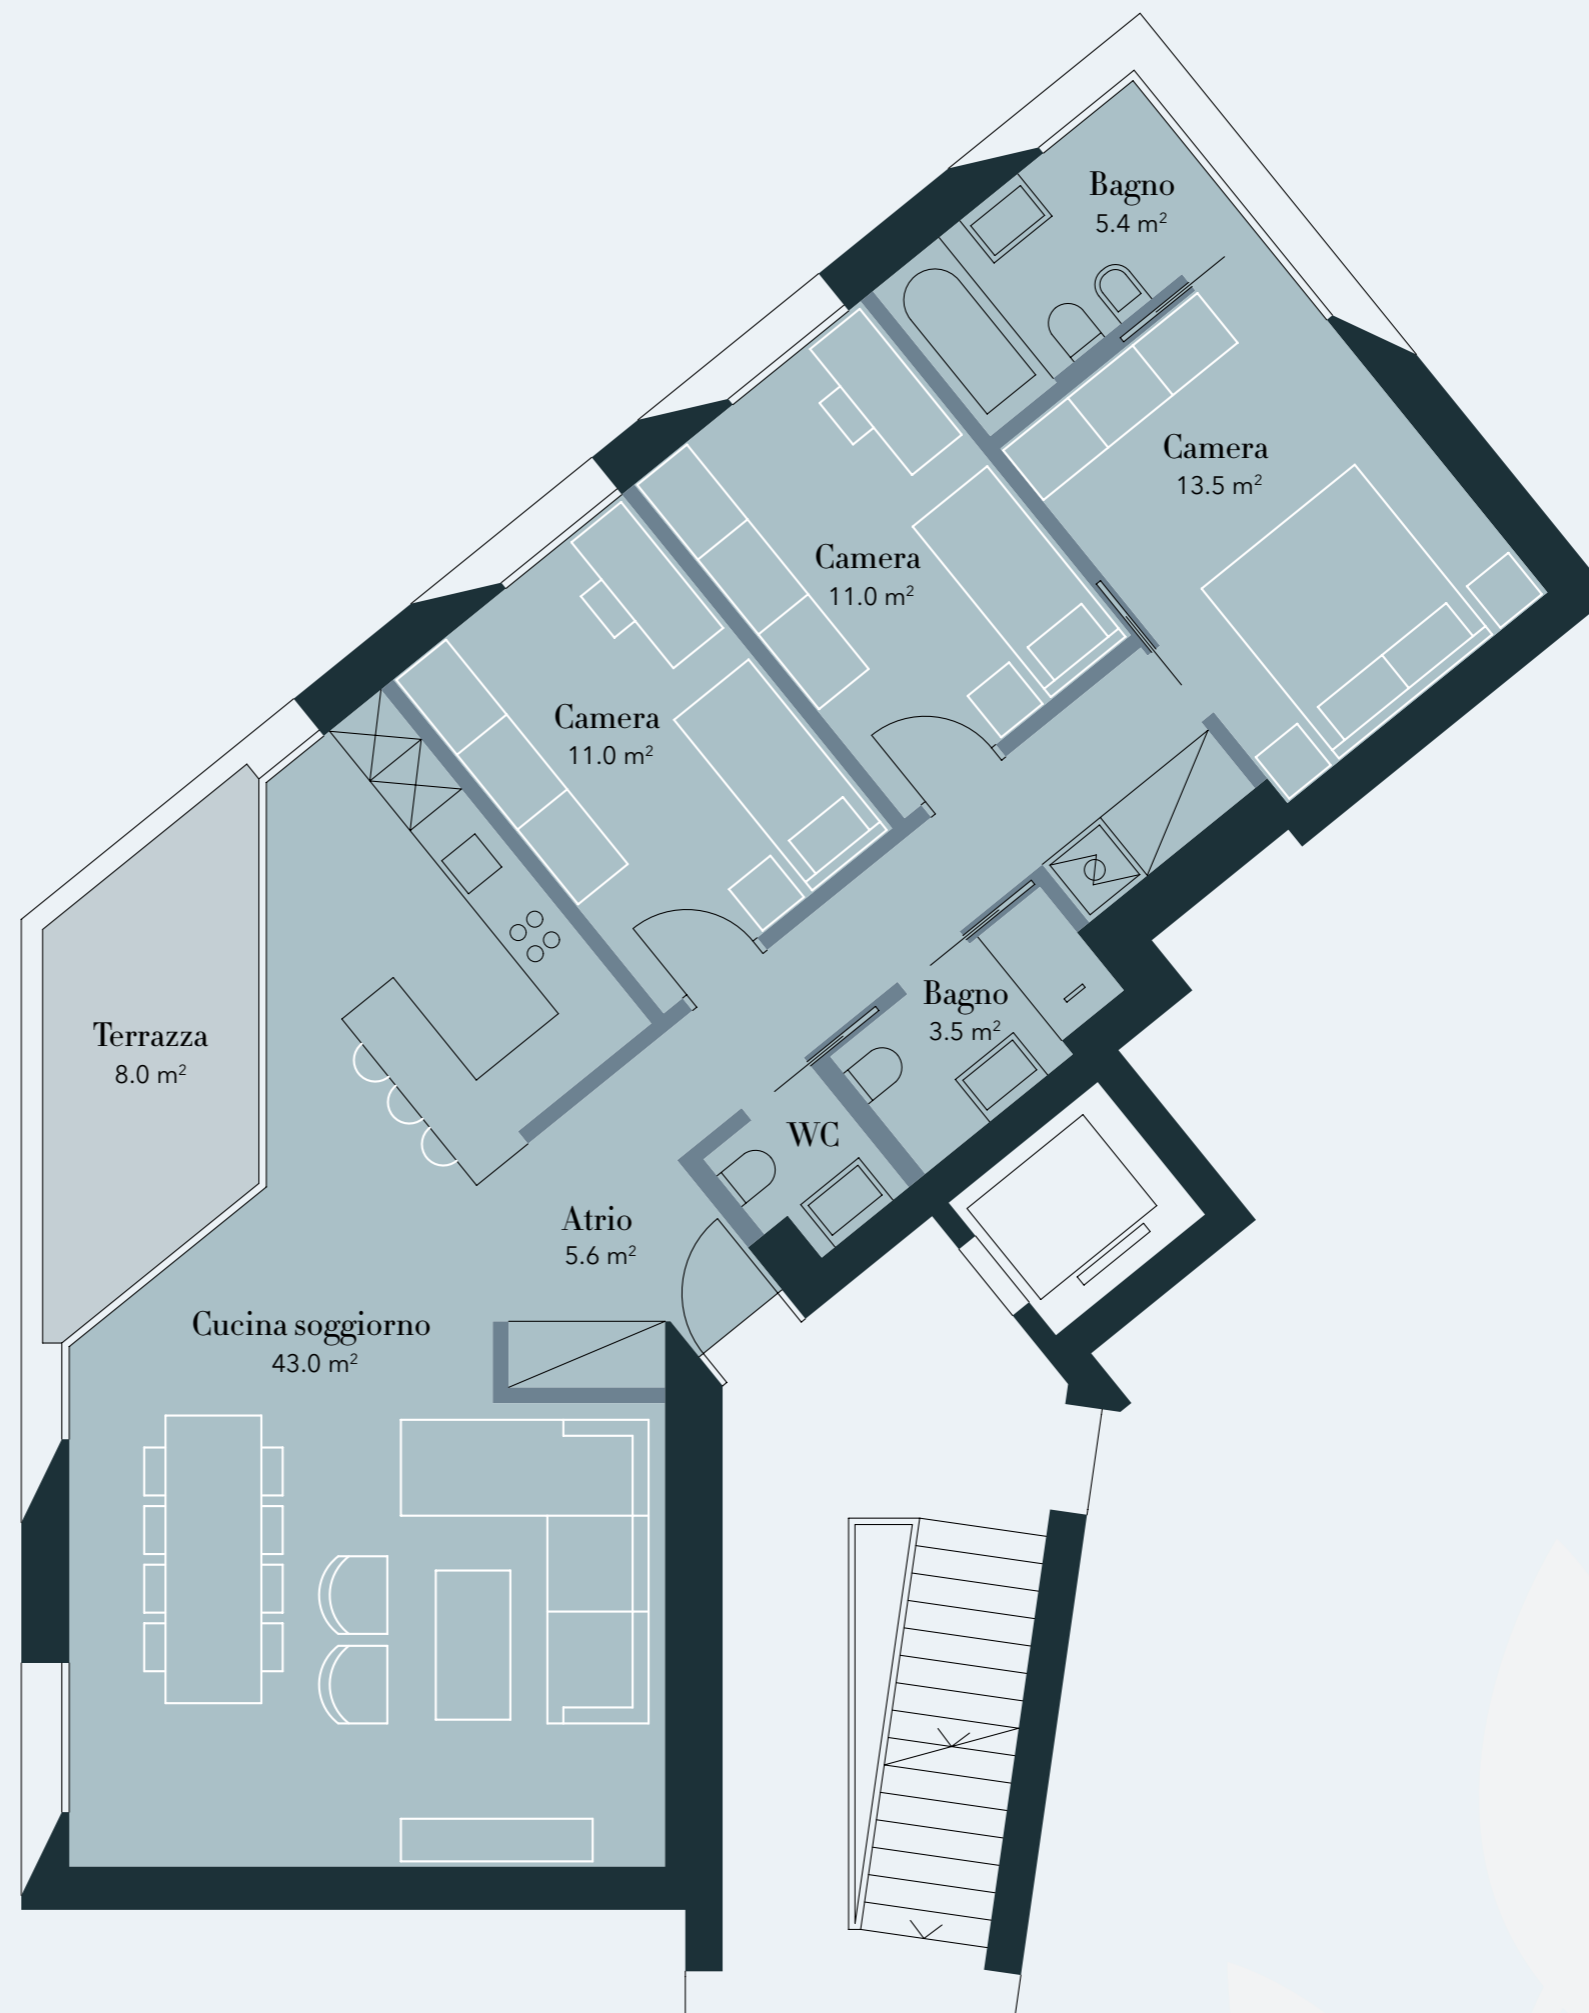 Bagno
5.4 m²
Camera
13.5 m²
Camera
11.0 m²
Camera
11.0 m²
Bagno
3.5 m²
Terrazza
8.0 m²
WC
Atrio
5.6 m²
Cucina soggiorno
43.0 m²